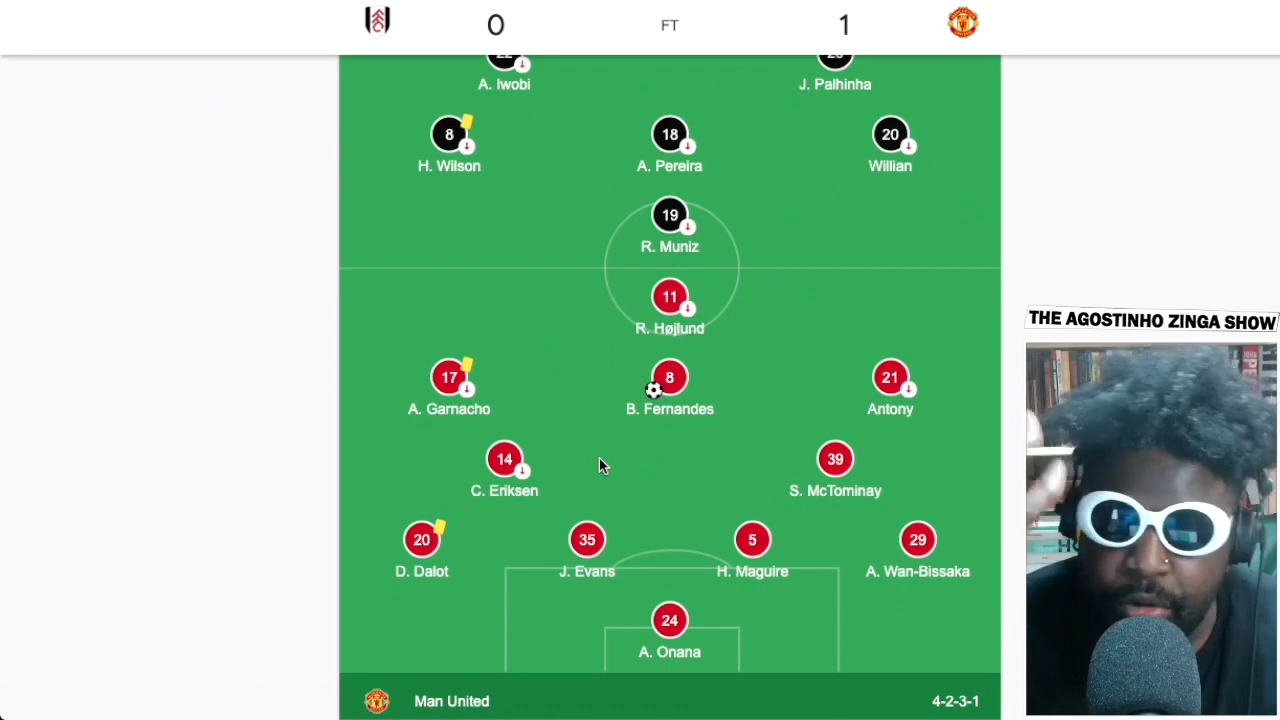 0 FT 1
A. Iwobi J. Palhinha
8 18 20
H. Wilson A. Pereira Willian
19
R. Muniz
11
R. Højlund
17 8 21
A. Garnacho B. Fernandes Antony
14 39
C. Eriksen S. McTominay
20 35 5 29
D. Dalot J. Evans H. Maguire A. Wan-Bissaka
24
A. Onana
Man United 4-2-3-1
THE AGOSTINHO ZINGA SHOW